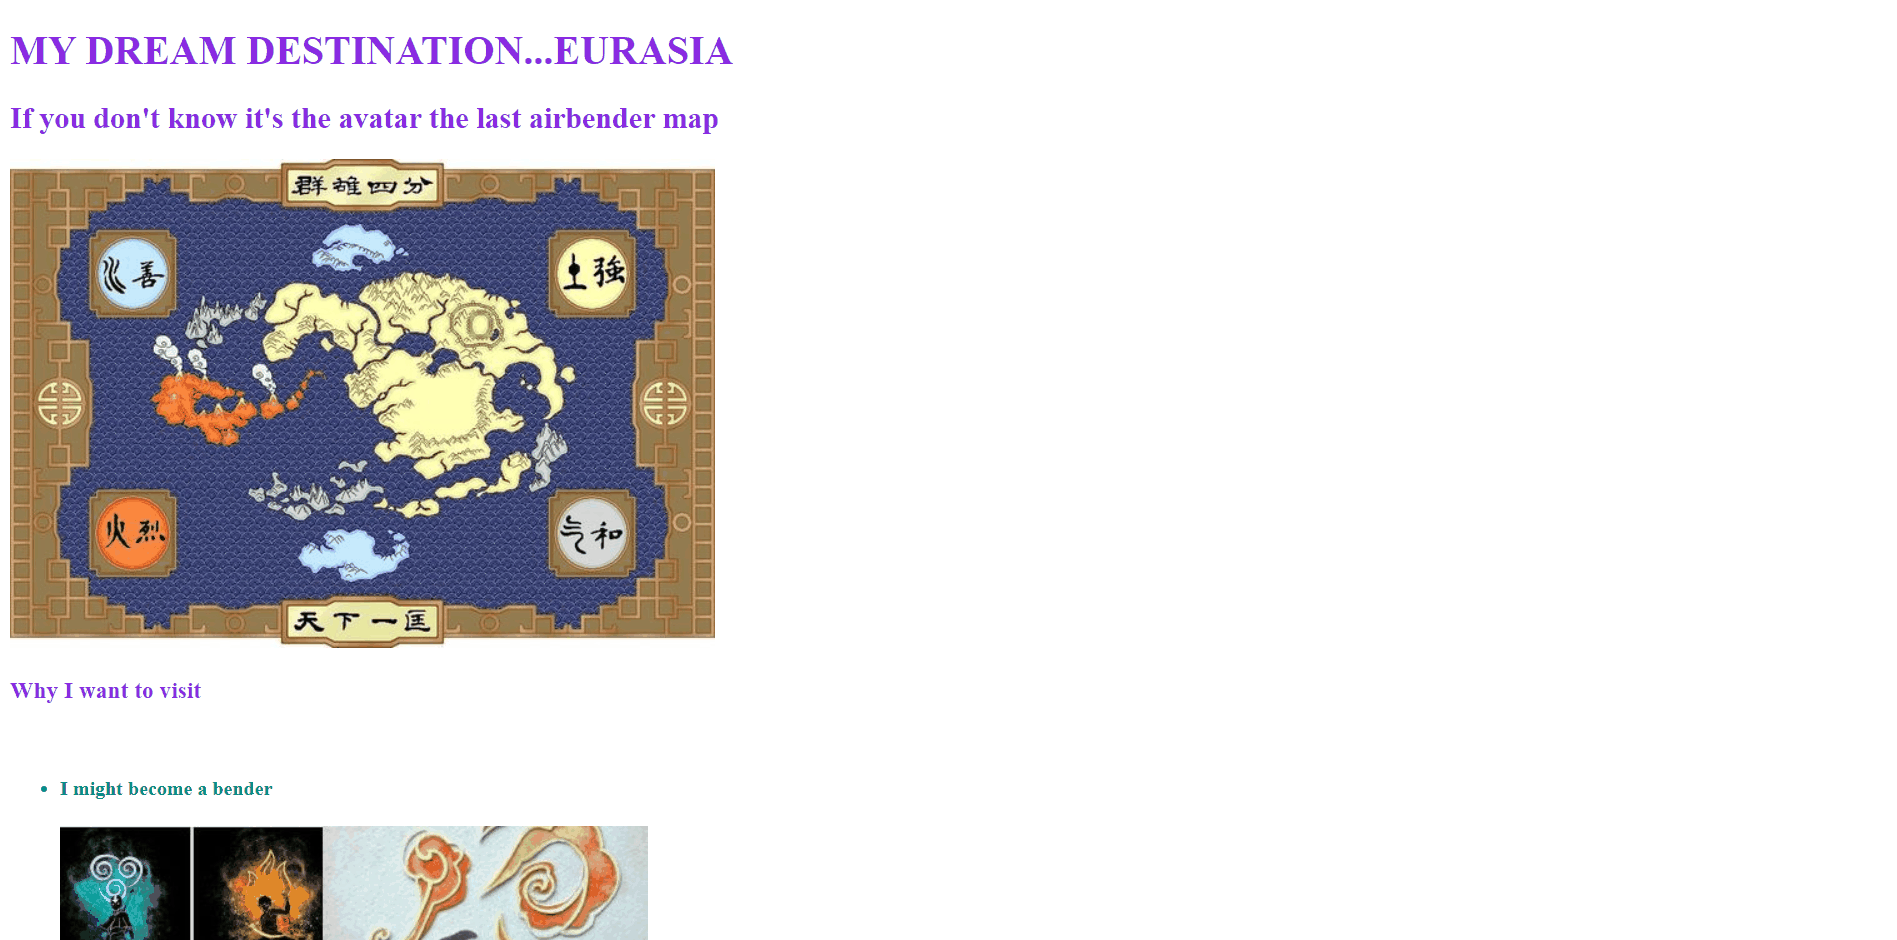 MY DREAM DESTINATION...EURASIA
If you don't know it's the avatar the last airbender map
群雄四分
善
土強
火烈
气和
天下一匡
Why I want to visit
I might become a bender